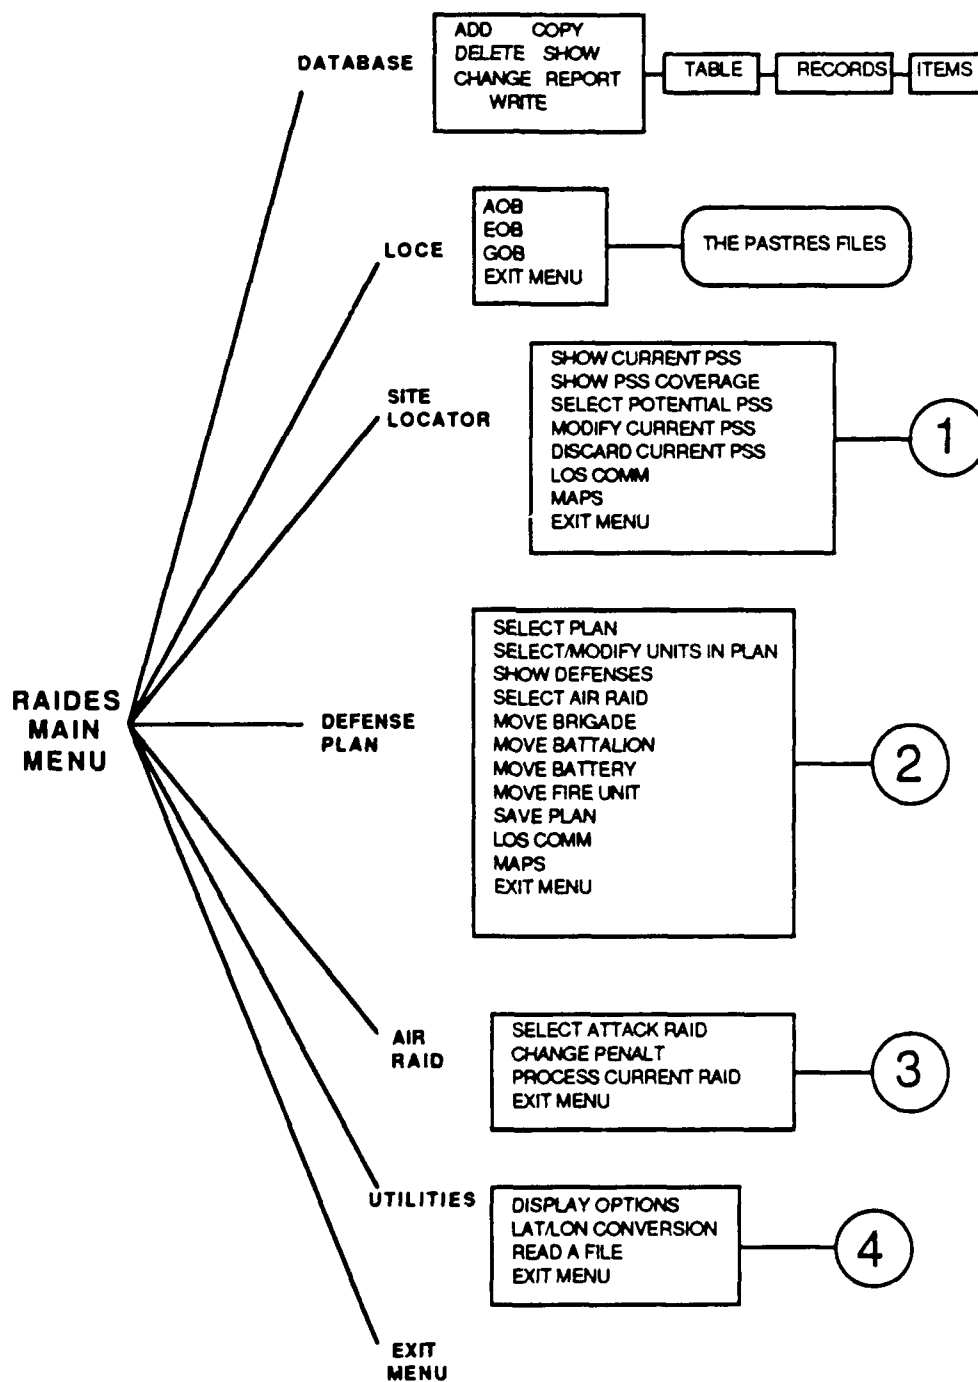 DATABASE
ADD COPY
DELETE SHOW
CHANGE REPORT
WRITE
TABLE
RECORDS
ITEMS
LOCE
AOB
EOB
GOB
EXIT MENU
THE PASTRES FILES
SITE
LOCATOR
SHOW CURRENT PSS
SHOW PSS COVERAGE
SELECT POTENTIAL PSS
MODIFY CURRENT PSS
DISCARD CURRENT PSS
LOS COMM
MAPS
EXIT MENU
1
RAIDES
MAIN
MENU
DEFENSE
PLAN
SELECT PLAN
SELECT/MODIFY UNITS IN PLAN
SHOW DEFENSES
SELECT AIR RAID
MOVE BRIGADE
MOVE BATTALION
MOVE BATTERY
MOVE FIRE UNIT
SAVE PLAN
LOS COMM
MAPS
EXIT MENU
2
AIR
RAID
SELECT ATTACK RAID
CHANGE PENALT
PROCESS CURRENT RAID
EXIT MENU
3
UTILITIES
DISPLAY OPTIONS
LAT/LON CONVERSION
READ A FILE
EXIT MENU
4
EXIT
MENU